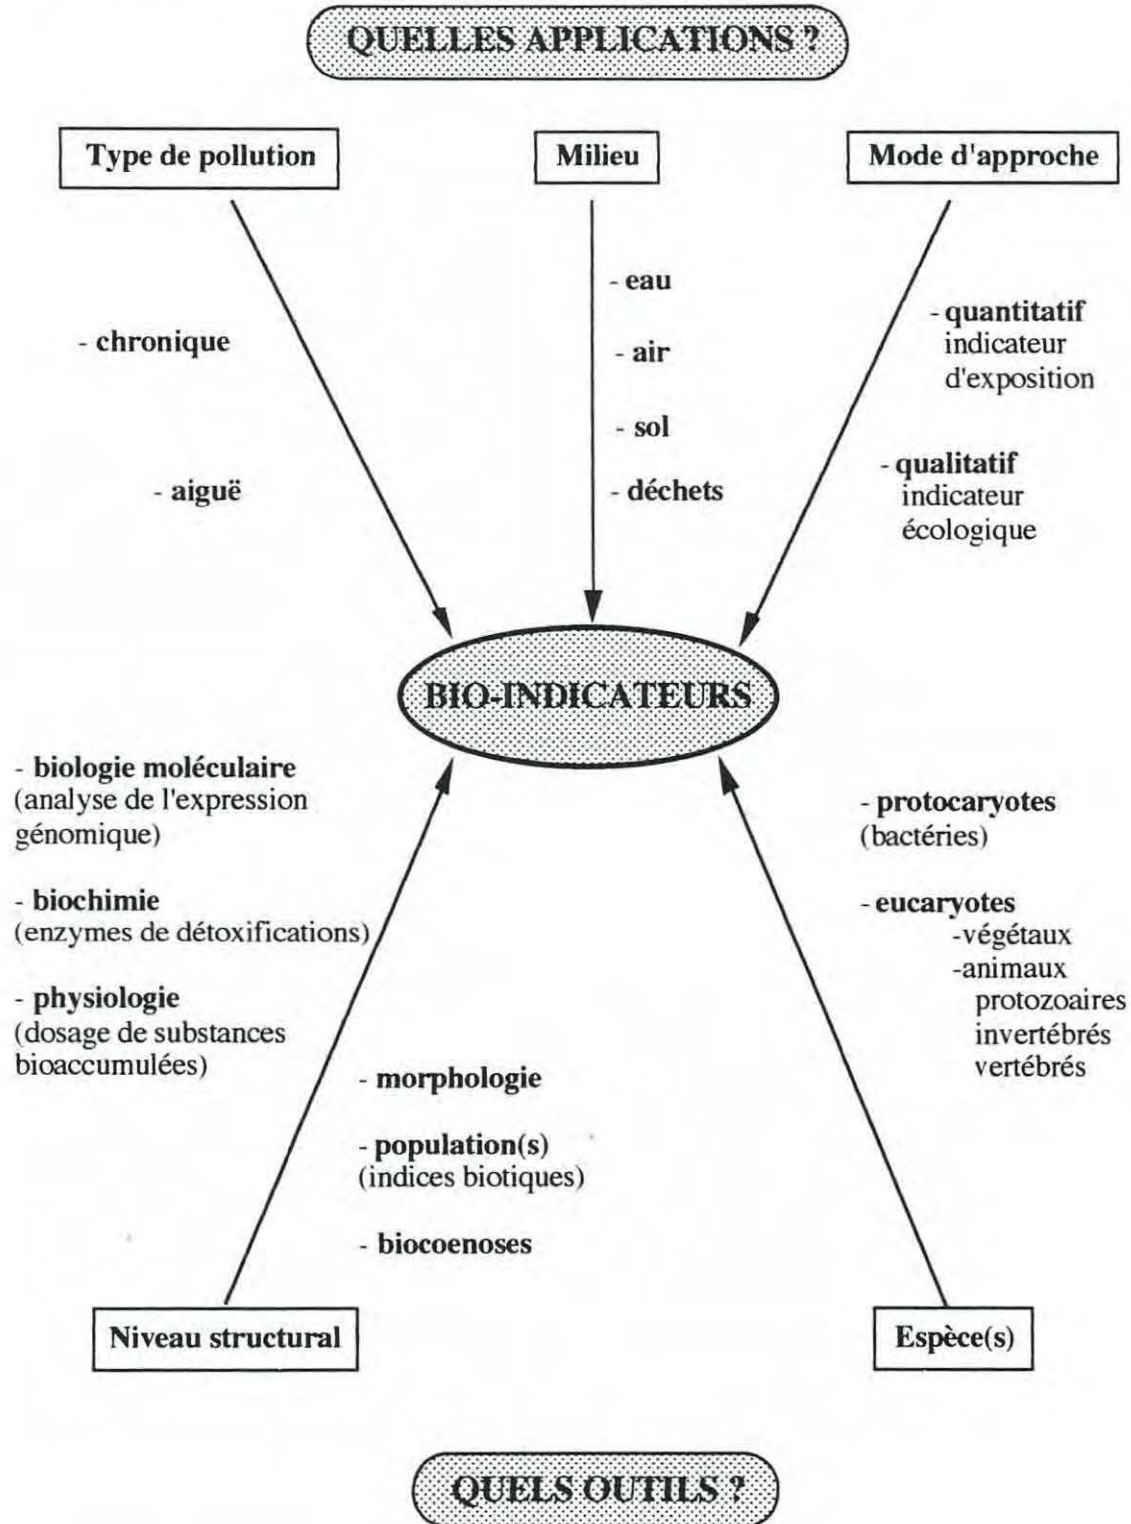 QUELLES APPLICATIONS ?
Type de pollution
Milieu
Mode d'approche
- chronique
- aiguë
- eau
- air
- sol
- déchets
- quantitatif
indicateur
d'exposition
- qualitatif
indicateur
écologique
BIO-INDICATEURS
- biologie moléculaire
(analyse de l'expression
génomique)
- biochimie
(enzymes de détoxifications)
- physiologie
(dosage de substances
bioaccumulées)
- morphologie
- population(s)
(indices biotiques)
- biocoenoses
- protocaryotes
(bactéries)
- eucaryotes
-végétaux
-animaux
protozoaires
invertébrés
vertébrés
Niveau structural
Espèce(s)
QUELS OUTILS ?